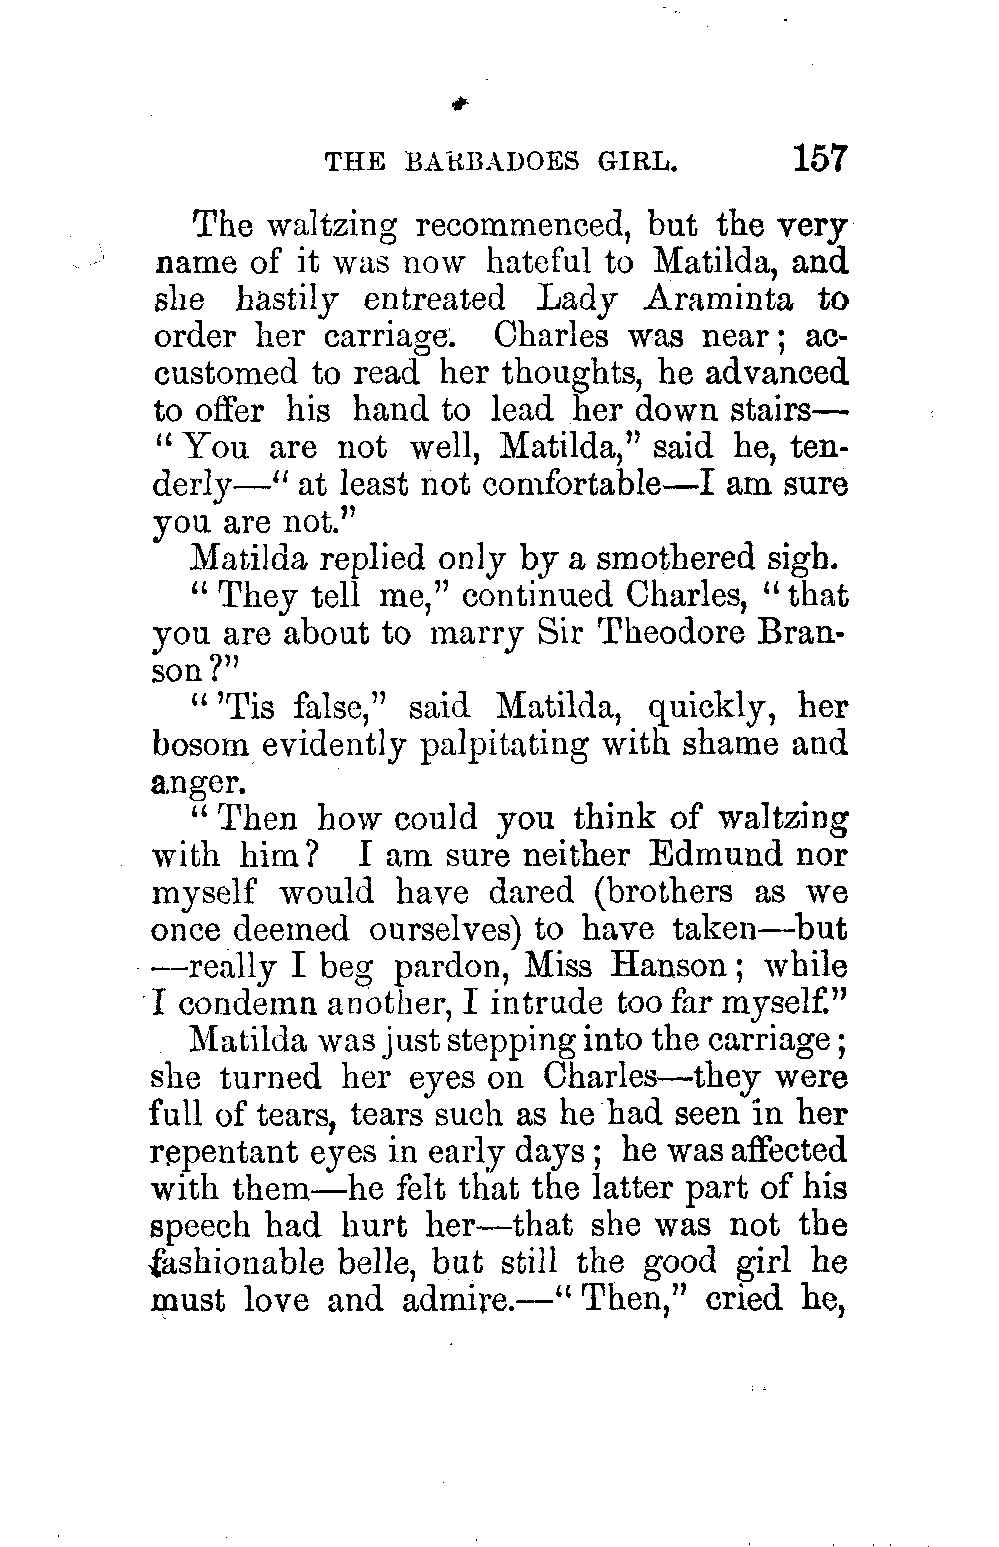 THE BARBADOES GIRL. 157
The waltzing recommenced, but the very
name of it was now hateful to Matilda, and
she hastily entreated Lady Araminta to
order her carriage. Charles was near; ac-
customed to read her thoughts, he advanced
to offer his hand to lead her down stairs—
"You are not well, Matilda," said he, ten-
derly—"at least not comfortable—I am sure
you are not."
Matilda replied only by a smothered sigh.
"They tell me," continued Charles, "that
you are about to marry Sir Theodore Bran-
son?"
"'Tis false," said Matilda, quickly, her
bosom evidently palpitating with shame and
anger.
"Then how could you think of waltzing
with him? I am sure neither Edmund nor
myself would have dared (brothers as we
once deemed ourselves) to have taken—but
—really I beg pardon, Miss Hanson; while
I condemn another, I intrude too far myself."
Matilda was just stepping into the carriage;
she turned her eyes on Charles—they were
full of tears, tears such as he had seen in her
repentant eyes in early days; he was affected
with them—he felt that the latter part of his
speech had hurt her—that she was not the
fashionable belle, but still the good girl he
must love and admire.—"Then," cried he,